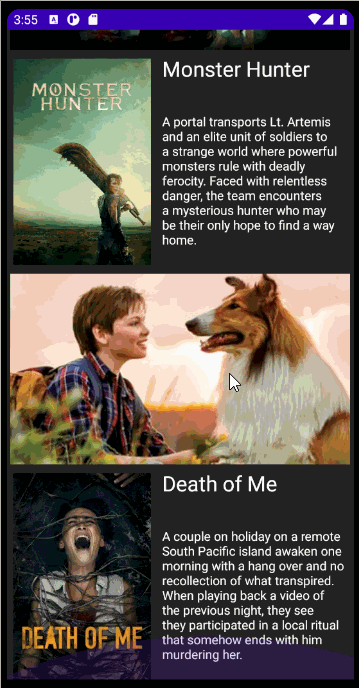 3:55
Monster Hunter
MONSTER
HUNTER
A portal transports Lt. Artemis
and an elite unit of soldiers to
a strange world where powerful
monsters rule with deadly
ferocity. Faced with relentless
danger, the team encounters
a mysterious hunter who may
be their only hope to find a way
home.
Death of Me
A couple on holiday on a remote
South Pacific island awaken one
morning with a hang over and no
recollection of what transpired.
When playing back a video of
the previous night, they see
they participated in a local ritual
that somehow ends with him
murdering her.
DEATH OF ME